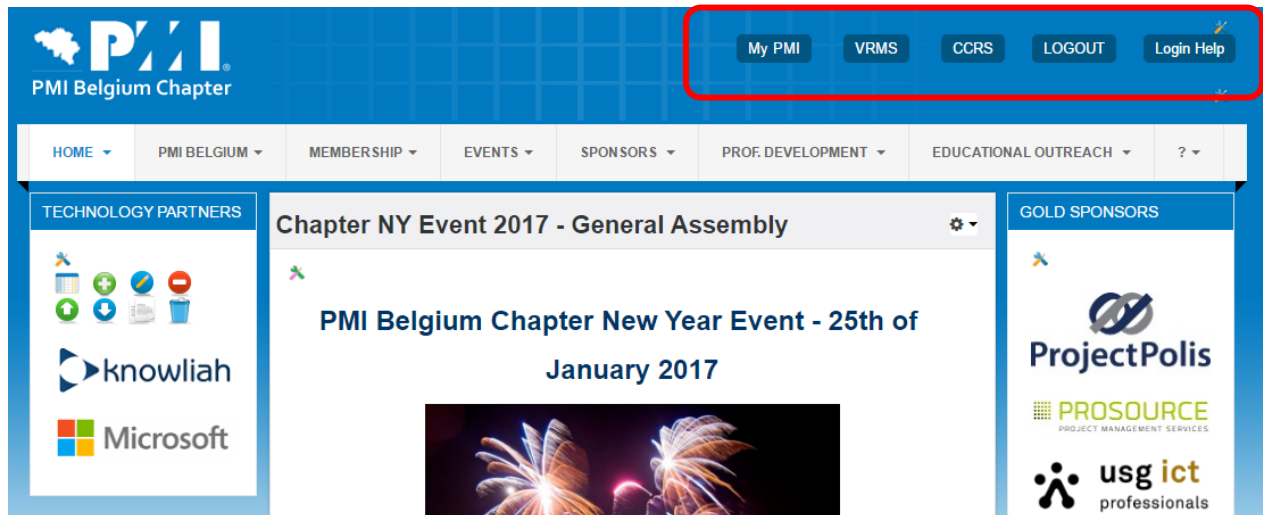 PMI
PMI Belgium Chapter
My PMI VRMS CCRS LOGOUT Login Help
HOME PMI BELGIUM MEMBERSHIP EVENTS SPONSORS PROF. DEVELOPMENT EDUCATIONAL OUTREACH ?
TECHNOLOGY PARTNERS
knowliah
Microsoft
Chapter NY Event 2017 - General Assembly
PMI Belgium Chapter New Year Event - 25th of
January 2017
GOLD SPONSORS
ProjectPolis
PROSOURCE
PROJECT MANAGEMENT SERVICES
usg ict
professionals